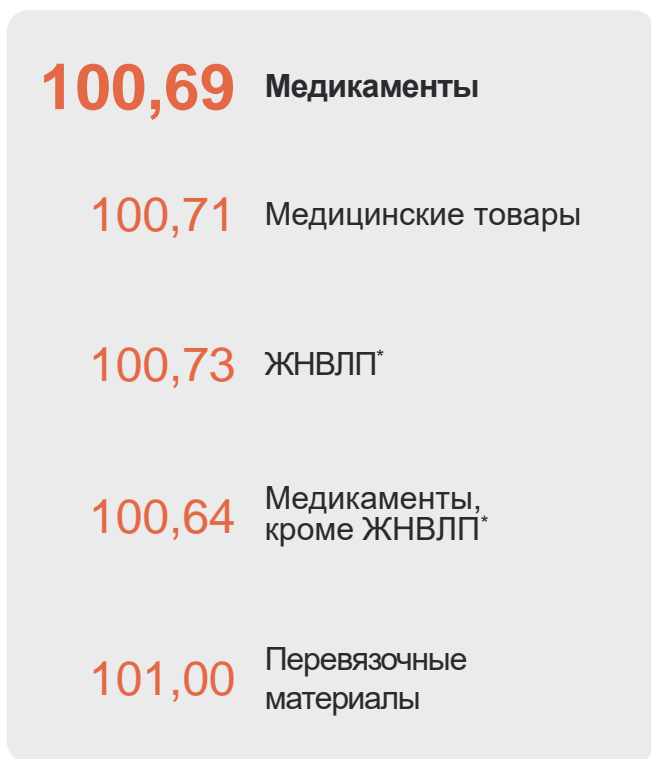 100,69 Медикаменты
100,71 Медицинские товары
100,73 ЖНВЛП*
100,64 Медикаменты,
кроме ЖНВЛП*
101,00 Перевязочные
материалы